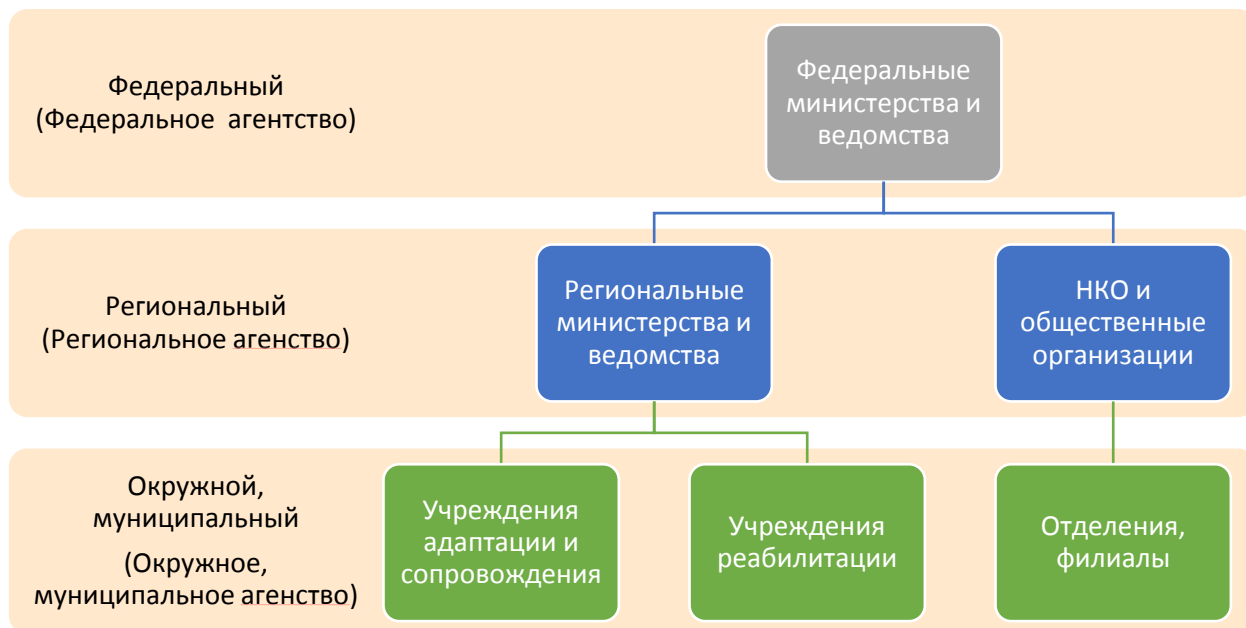 Федеральный
(Федеральное агентство)
Федеральные
министерства и
ведомства
Региональный
(Региональное агенство)
Региональные
министерства и
ведомства
НКО и
общественные
организации
Окружной,
муниципальный
(Окружное,
муниципальное агенство)
Учреждения
адаптации и
сопровождения
Учреждения
реабилитации
Отделения,
филиалы